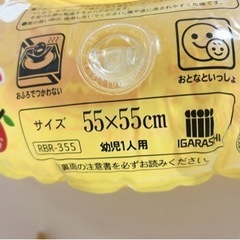 おふろでつかわない
おとなといっしょ
サイズ 55×55cm
RBR-355 幼児1人用
IGARASHI
裏面の注意書を必ずお読みください。